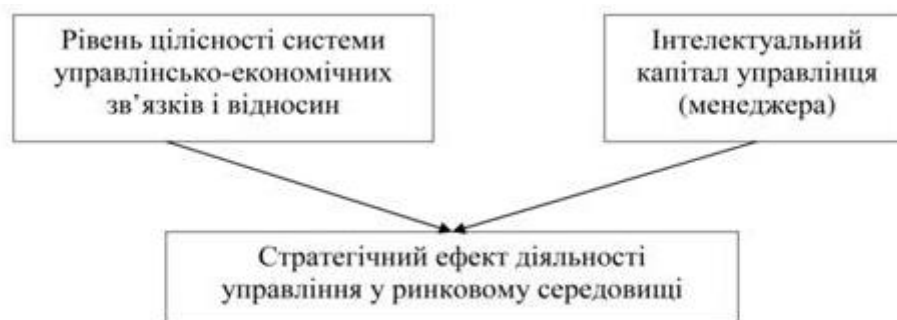 Рівень цілісності системи
управлінсько-економічних
зв’язків і відносин
Інтелектуальний
капітал управлінця
(менеджера)
Стратегічний ефект діяльності
управління у ринковому середовищі